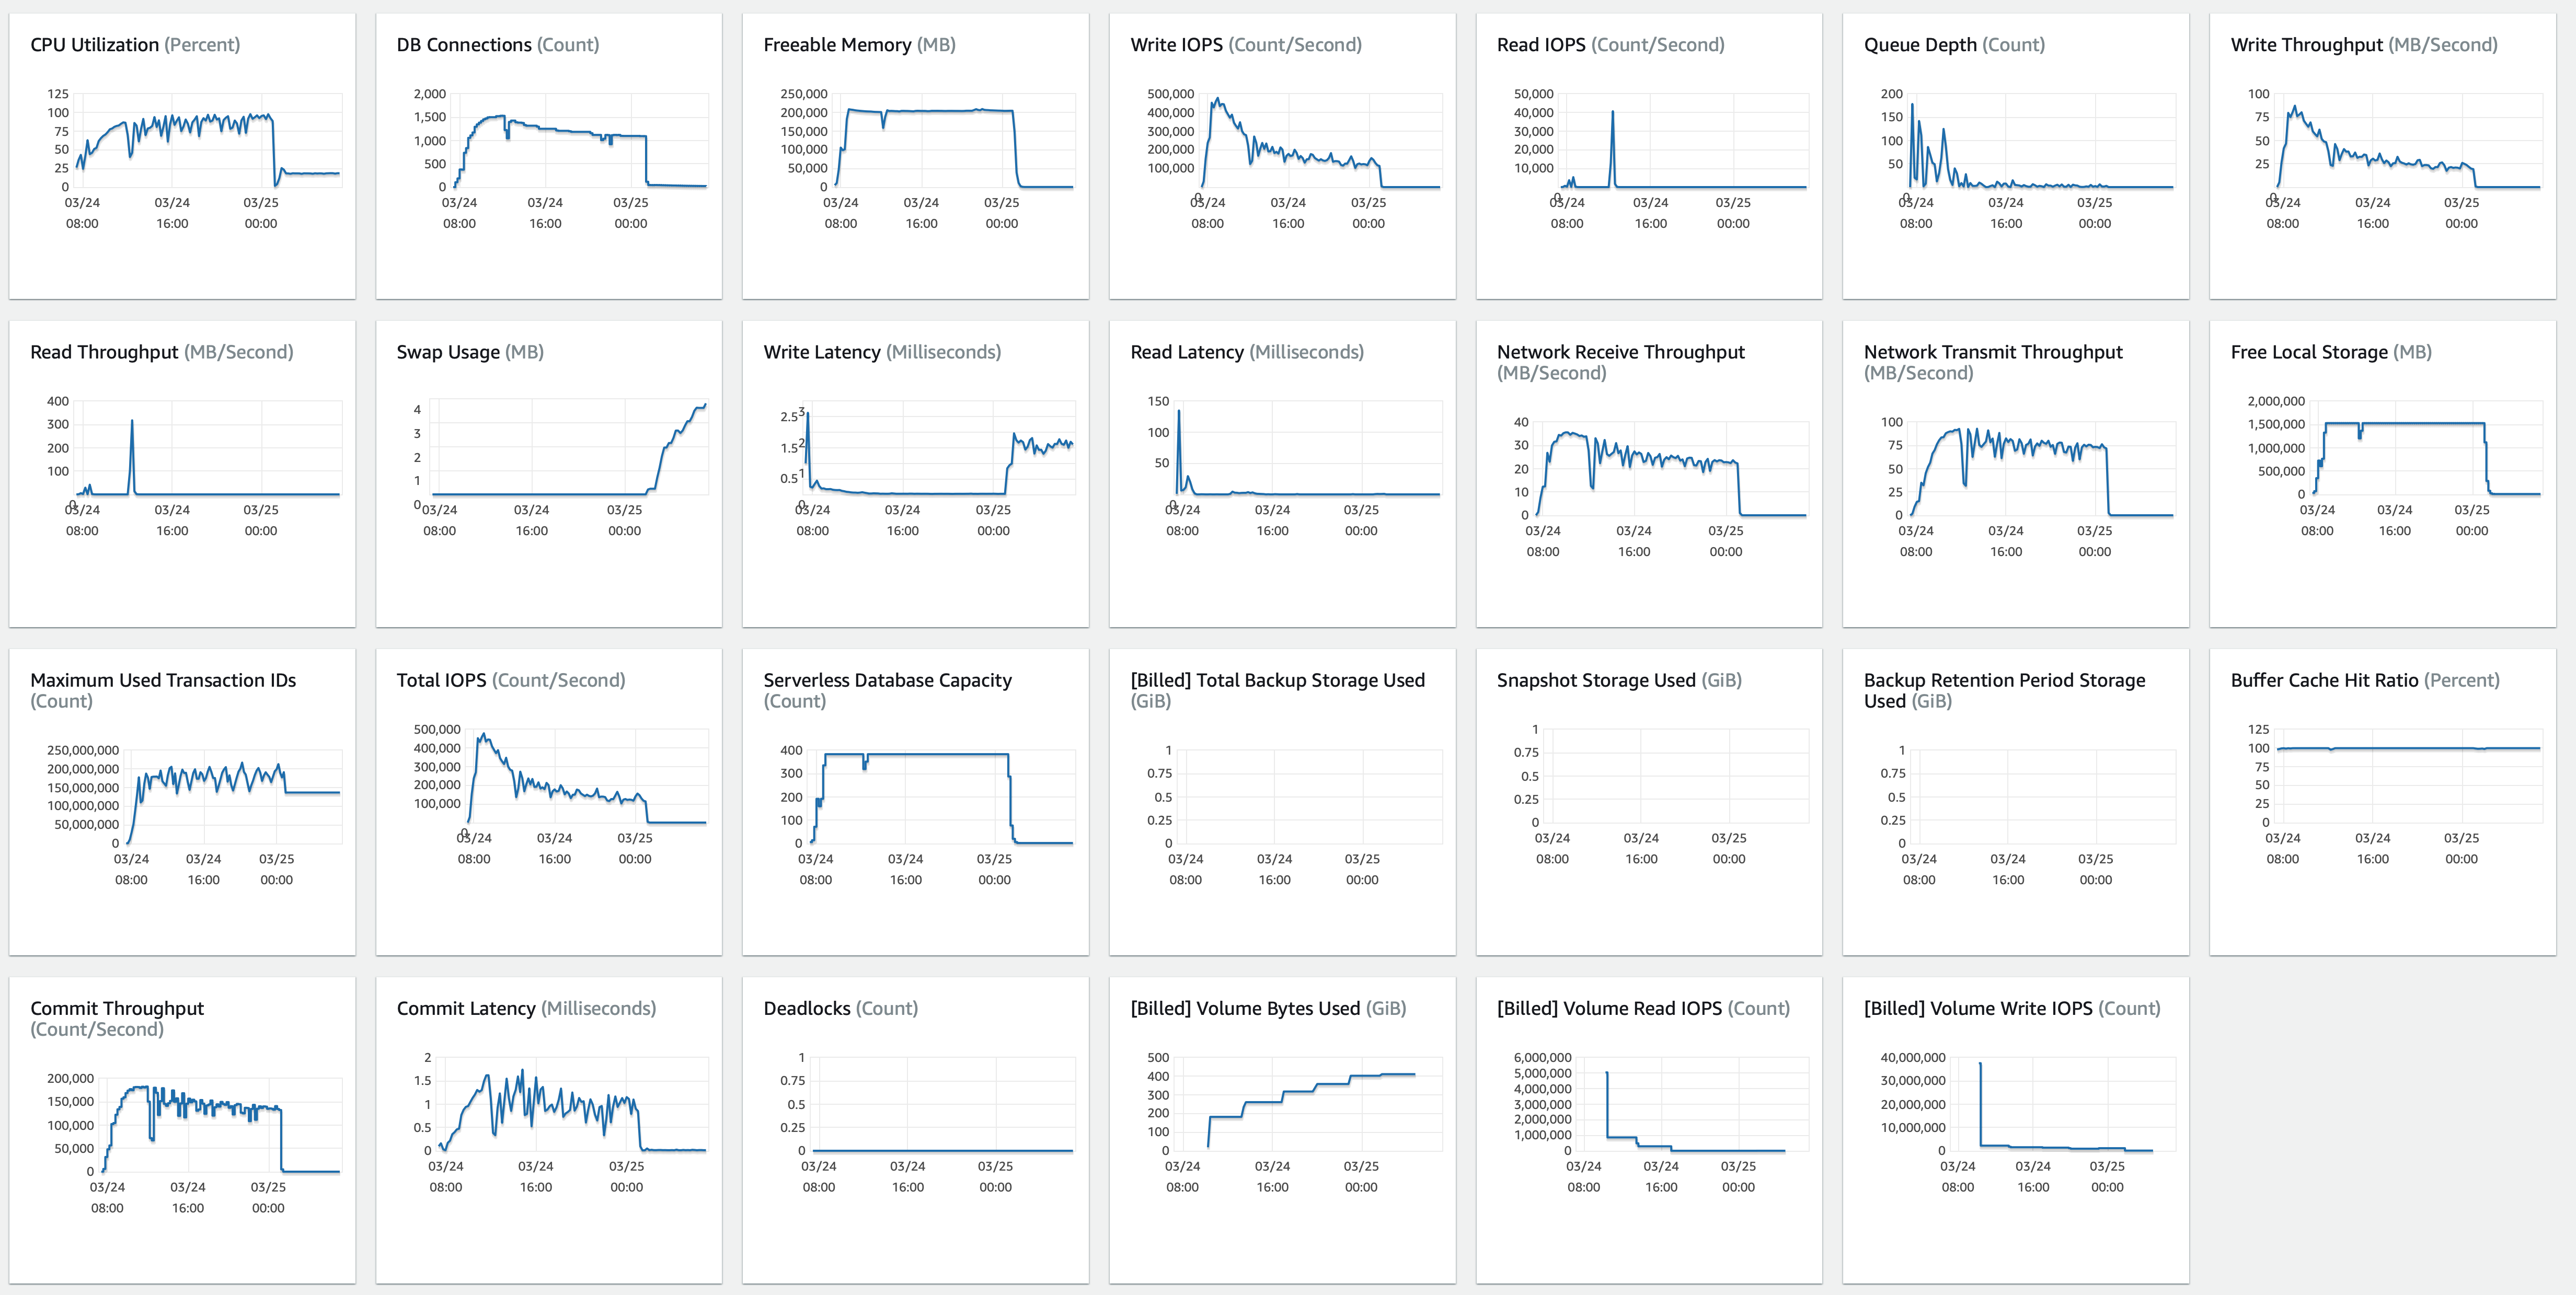 CPU Utilization (Percent)
125
100
75
50
25
0
03/24 03/24 03/25
08:00 16:00 00:00
DB Connections (Count)
2,000
1,500
1,000
500
0
03/24 03/24 03/25
08:00 16:00 00:00
Freeable Memory (MB)
250,000
200,000
150,000
100,000
50,000
0
03/24 03/24 03/25
08:00 16:00 00:00
Write IOPS (Count/Second)
500,000
400,000
300,000
200,000
100,000
0
03/24 03/24 03/25
08:00 16:00 00:00
Read IOPS (Count/Second)
50,000
40,000
30,000
20,000
10,000
0
03/24 03/24 03/25
08:00 16:00 00:00
Queue Depth (Count)
200
150
100
50
0
03/24 03/24 03/25
08:00 16:00 00:00
Write Throughput (MB/Second)
100
75
50
25
0
03/24 03/24 03/25
08:00 16:00 00:00
Read Throughput (MB/Second)
400
300
200
100
0
03/24 03/24 03/25
08:00 16:00 00:00
Swap Usage (MB)
4
3
2
1
0
03/24 03/24 03/25
08:00 16:00 00:00
Write Latency (Milliseconds)
3
2.5
2
1.5
1
0.5
0
03/24 03/24 03/25
08:00 16:00 00:00
Read Latency (Milliseconds)
150
100
50
0
03/24 03/24 03/25
08:00 16:00 00:00
Network Receive Throughput
(MB/Second)
40
30
20
10
0
03/24 03/24 03/25
08:00 16:00 00:00
Network Transmit Throughput
(MB/Second)
100
75
50
25
0
03/24 03/24 03/25
08:00 16:00 00:00
Free Local Storage (MB)
2,000,000
1,500,000
1,000,000
500,000
0
03/24 03/24 03/25
08:00 16:00 00:00
Maximum Used Transaction IDs
(Count)
250,000,000
200,000,000
150,000,000
100,000,000
50,000,000
0
03/24 03/24 03/25
08:00 16:00 00:00
Total IOPS (Count/Second)
500,000
400,000
300,000
200,000
100,000
0
03/24 03/24 03/25
08:00 16:00 00:00
Serverless Database Capacity
(Count)
400
300
200
100
0
03/24 03/24 03/25
08:00 16:00 00:00
[Billed] Total Backup Storage Used
(GiB)
1
0.75
0.5
0.25
0
03/24 03/24 03/25
08:00 16:00 00:00
Snapshot Storage Used (GiB)
1
0.75
0.5
0.25
0
03/24 03/24 03/25
08:00 16:00 00:00
Backup Retention Period Storage
Used (GiB)
1
0.75
0.5
0.25
0
03/24 03/24 03/25
08:00 16:00 00:00
Buffer Cache Hit Ratio (Percent)
125
100
75
50
25
0
03/24 03/24 03/25
08:00 16:00 00:00
Commit Throughput
(Count/Second)
200,000
150,000
100,000
50,000
0
03/24 03/24 03/25
08:00 16:00 00:00
Commit Latency (Milliseconds)
2
1.5
1
0.5
0
03/24 03/24 03/25
08:00 16:00 00:00
Deadlocks (Count)
1
0.75
0.5
0.25
0
03/24 03/24 03/25
08:00 16:00 00:00
[Billed] Volume Bytes Used (GiB)
500
400
300
200
100
0
03/24 03/24 03/25
08:00 16:00 00:00
[Billed] Volume Read IOPS (Count)
6,000,000
5,000,000
4,000,000
3,000,000
2,000,000
1,000,000
0
03/24 03/24 03/25
08:00 16:00 00:00
[Billed] Volume Write IOPS (Count)
40,000,000
30,000,000
20,000,000
10,000,000
0
03/24 03/24 03/25
08:00 16:00 00:00